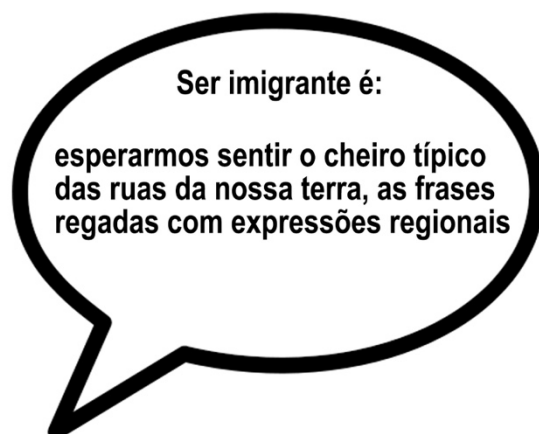 Ser imigrante é:
esperarmos sentir o cheiro típico
das ruas da nossa terra, as frases
regadas com expressões regionais